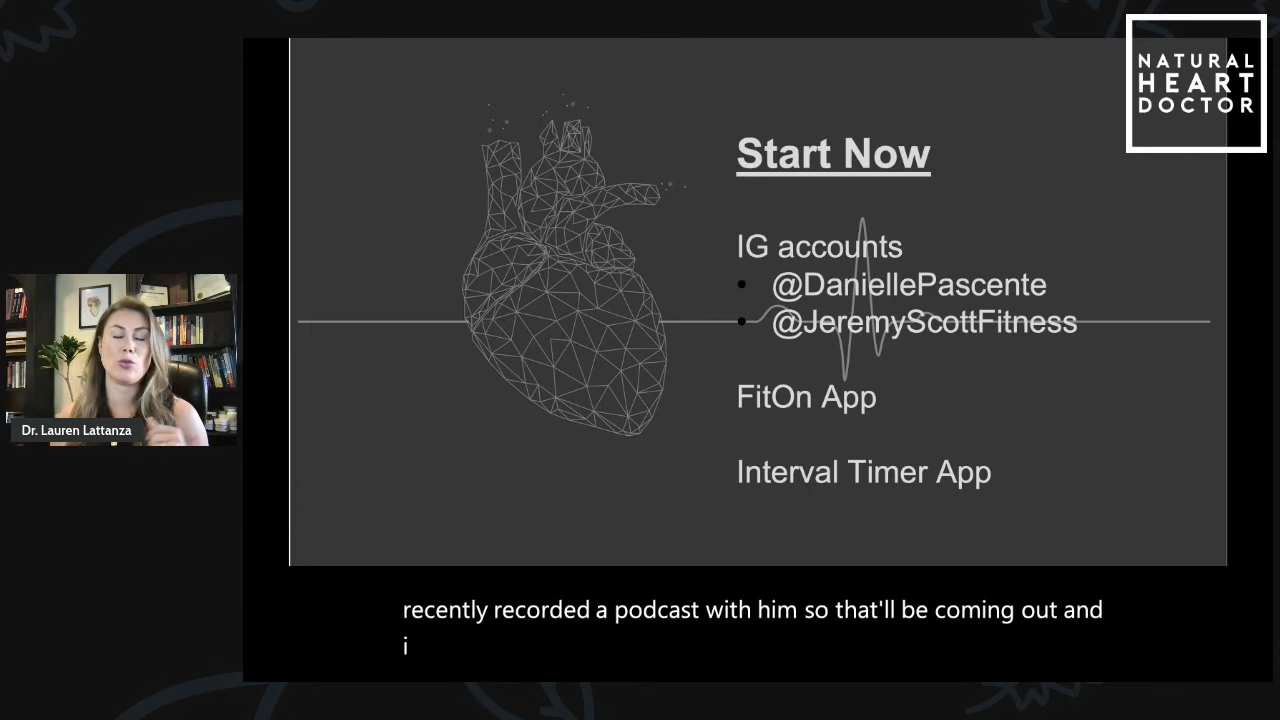 NATURAL
HEART
DOCTOR
Start Now
IG accounts
• @DaniellePascente
• @JeremyScottFitness
FitOn App
Interval Timer App
Dr. Lauren Lattanza
recently recorded a podcast with him so that'll be coming out and
i